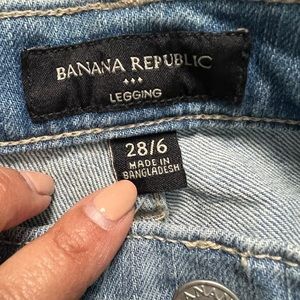 BANANA REPUBLIC
LEGGING
28/6
MADE IN
BANGLADESH